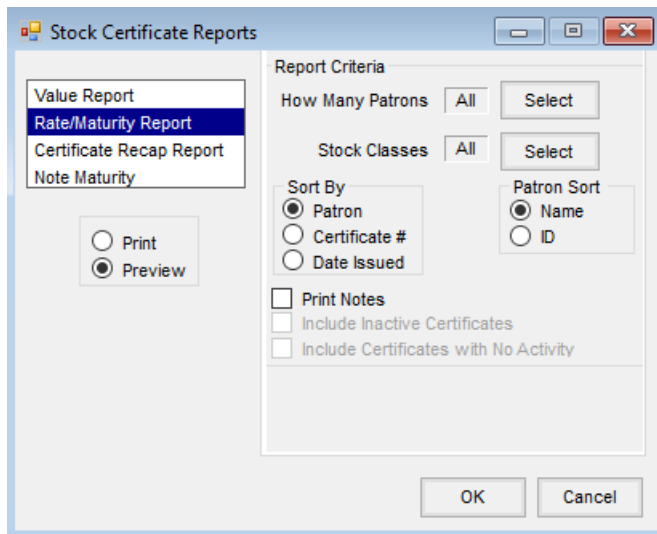 Stock Certificate Reports
Value Report
Rate/Maturity Report
Certificate Recap Report
Note Maturity
Print
Preview
Report Criteria
How Many Patrons All Select
Stock Classes All Select
Sort By
Patron
Certificate #
Date Issued
Patron Sort
Name
ID
Print Notes
Include Inactive Certificates
Include Certificates with No Activity
OK Cancel